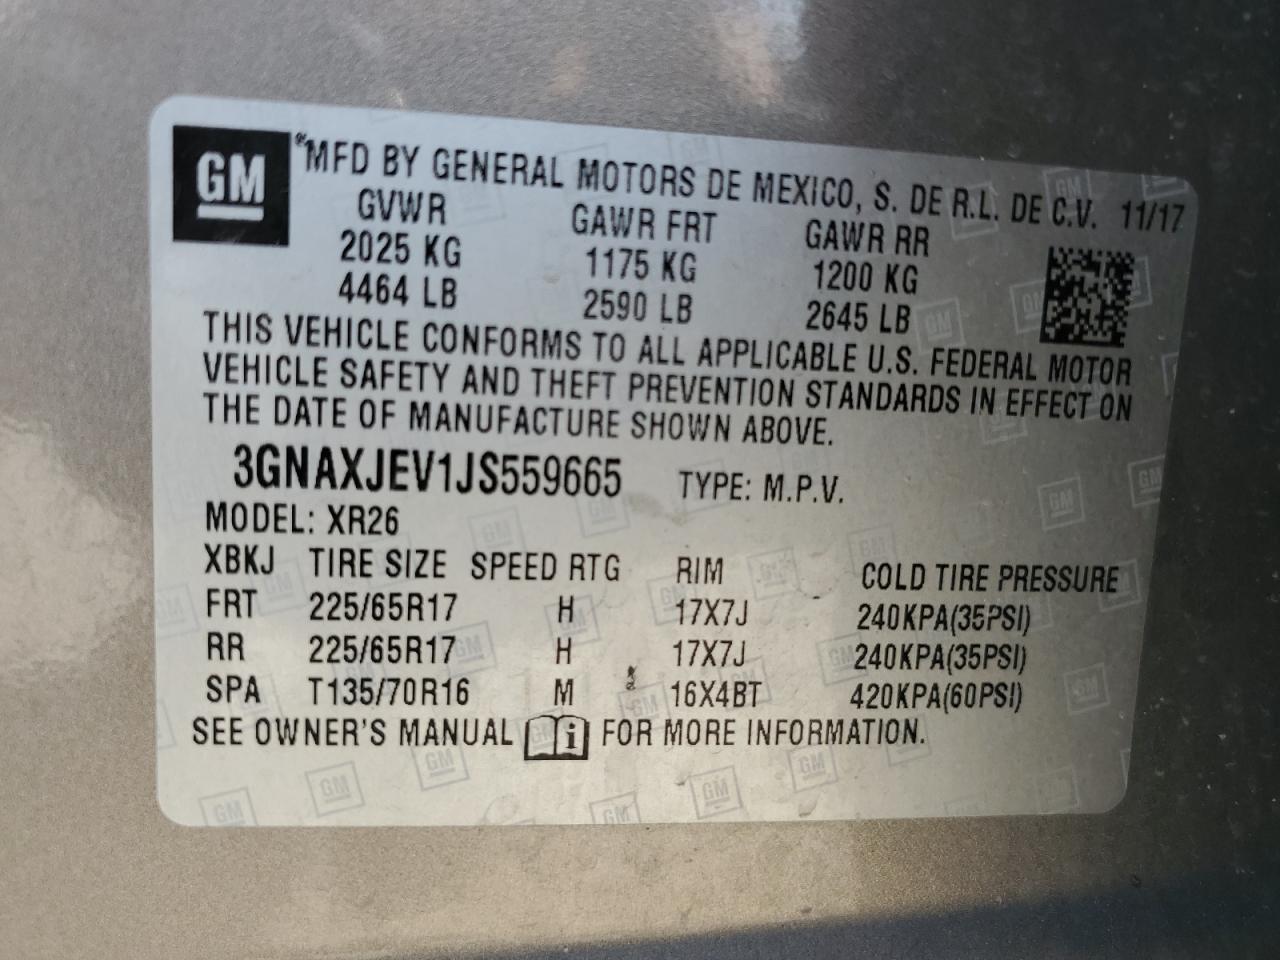 GM
MFD BY GENERAL MOTORS DE MEXICO, S. DE R.L. DE C.V. 11/17
GVWR GAWR FRT GAWR RR
2025 KG 1175 KG 1200 KG
4464 LB 2590 LB 2645 LB
THIS VEHICLE CONFORMS TO ALL APPLICABLE U.S. FEDERAL MOTOR
VEHICLE SAFETY AND THEFT PREVENTION STANDARDS IN EFFECT ON
THE DATE OF MANUFACTURE SHOWN ABOVE.
3GNAXJEV1JS559665 TYPE: M.P.V.
MODEL: XR26
XBKJ TIRE SIZE SPEED RTG RIM COLD TIRE PRESSURE
FRT 225/65R17 H 17X7J 240KPA(35PSI)
RR 225/65R17 H 17X7J 240KPA(35PSI)
SPA T135/70R16 M 16X4BT 420KPA(60PSI)
SEE OWNER'S MANUAL i FOR MORE INFORMATION.